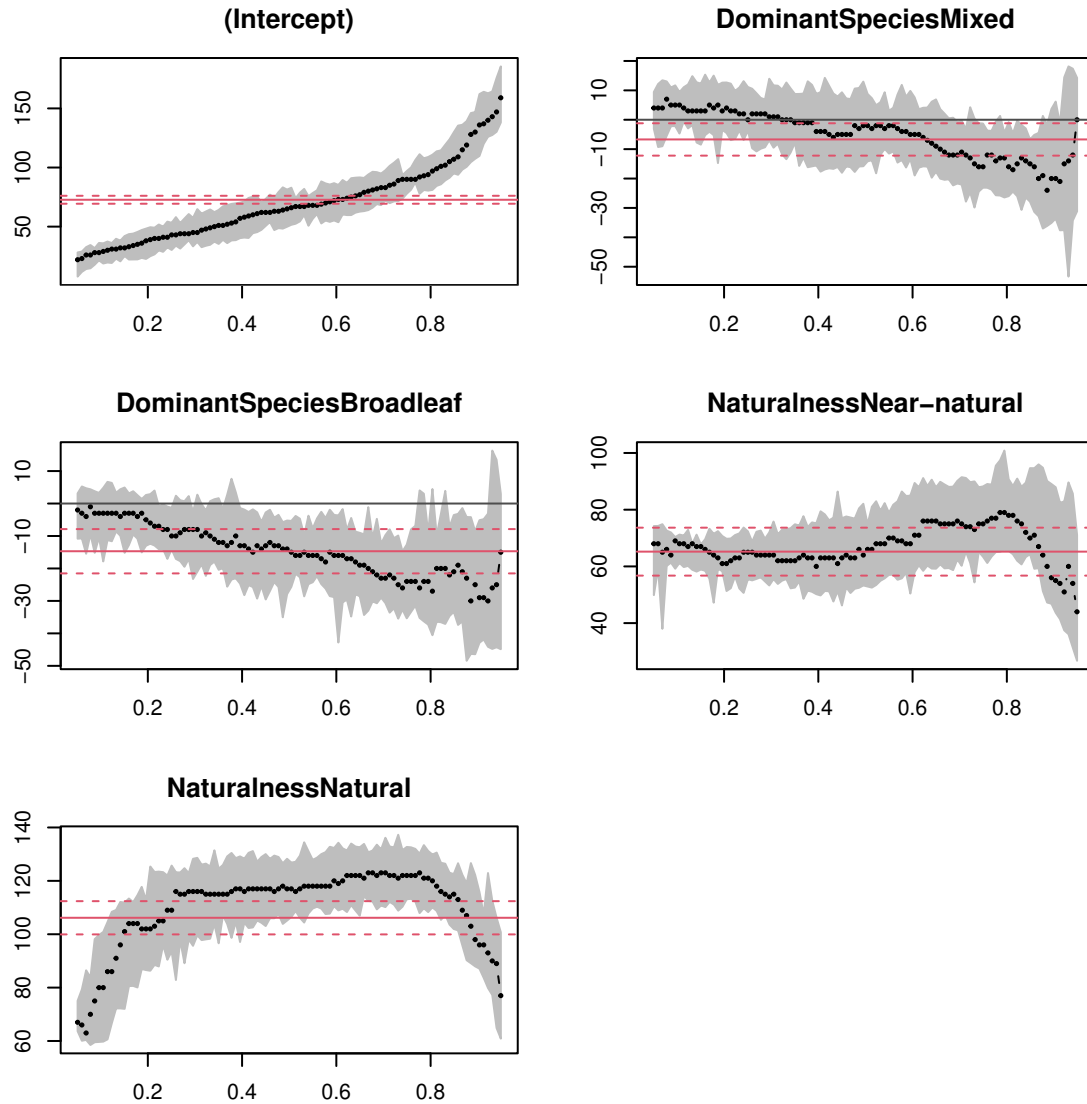 (Intercept)
50 100 150
0.2 0.4 0.6 0.8
DominantSpeciesMixed
−50 −30 −10 10
0.2 0.4 0.6 0.8
DominantSpeciesBroadleaf
−50 −30 −10 10
0.2 0.4 0.6 0.8
NaturalnessNear−natural
40 60 80 100
0.2 0.4 0.6 0.8
NaturalnessNatural
60 80 100 120 140
0.2 0.4 0.6 0.8